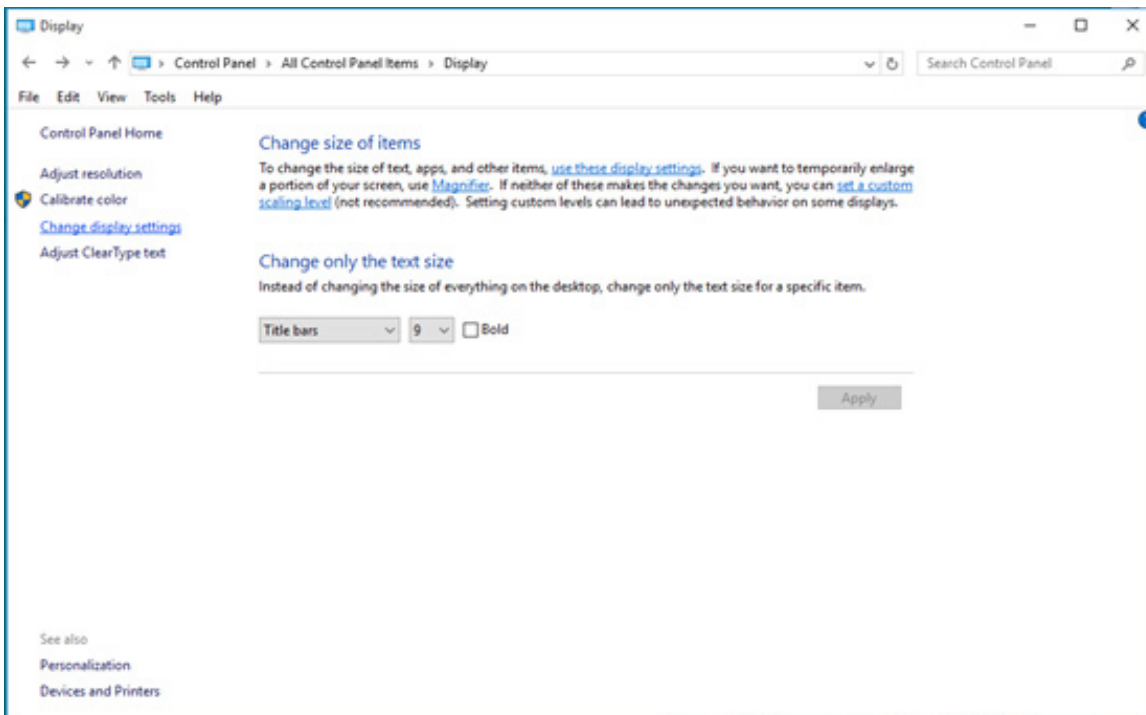 Display
Control Panel > All Control Panel Items > Display
Search Control Panel
File Edit View Tools Help
Control Panel Home
Adjust resolution
Calibrate color
Change display settings
Adjust ClearType text
Change size of items
To change the size of text, apps, and other items, use these display settings. If you want to temporarily enlarge
a portion of your screen, use Magnifier. If neither of these makes the changes you want, you can set a custom
scaling level (not recommended). Setting custom levels can lead to unexpected behavior on some displays.
Change only the text size
Instead of changing the size of everything on the desktop, change only the text size for a specific item.
Title bars 9 Bold
Apply
See also
Personalization
Devices and Printers